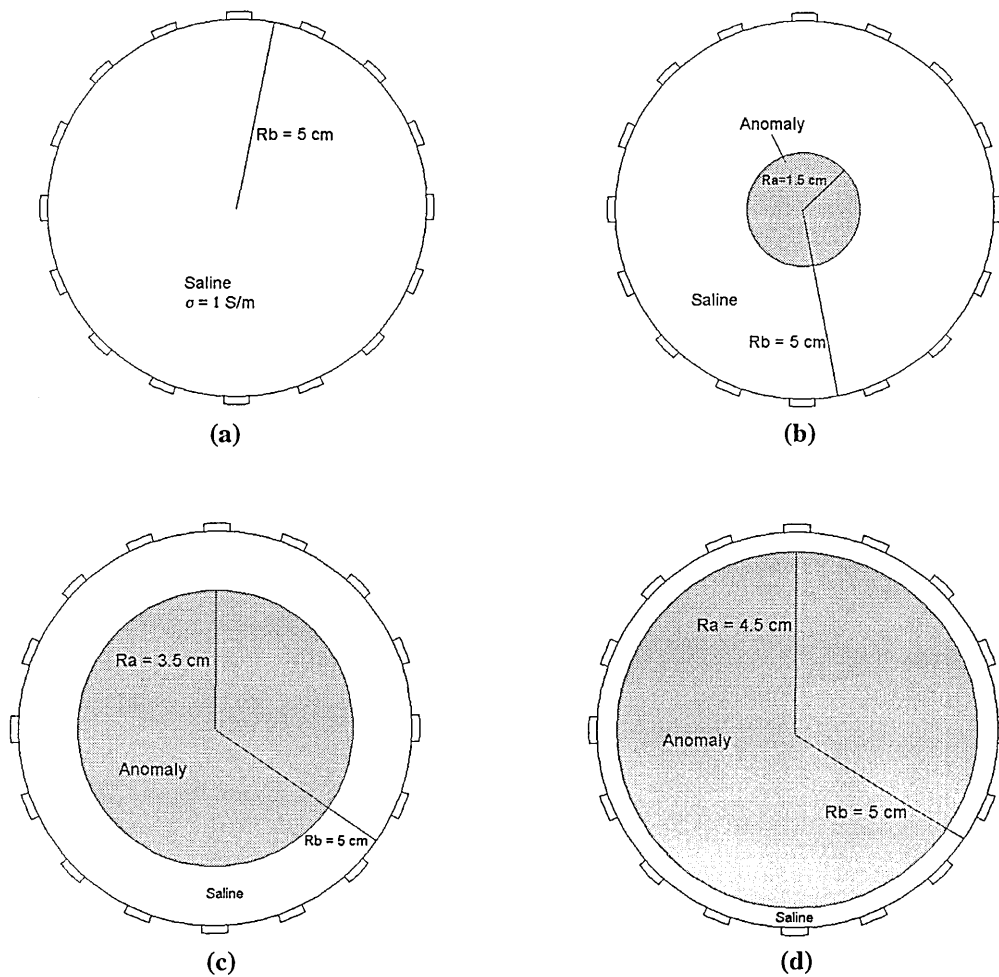 Rb = 5 cm
Saline
σ = 1 S/m
(a)
Anomaly
Ra=1.5 cm
Saline
Rb = 5 cm
(b)
Ra = 3.5 cm
Anomaly
Rb = 5 cm
Saline
(c)
Ra = 4.5 cm
Anomaly
Rb = 5 cm
Saline
(d)